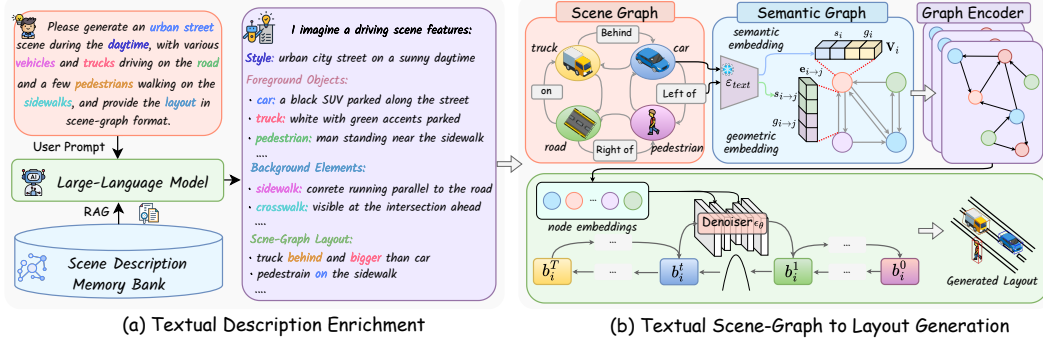 Please generate an urban street
scene during the daytime, with various
vehicles and trucks driving on the road
and a few pedestrians walking on the
sidewalks, and provide the layout in
scene-graph format.
User Prompt
Large-Language Model
RAG
Scene Description
Memory Bank
I imagine a driving scene features:
Style: urban city street on a sunny daytime
Foreground Objects:
· car: a black SUV parked along the street
· truck: white with green accents parked
· pedestrian: man standing near the sidewalk
....
Background Elements:
· sidewalk: conrete running parallel to the road
· crosswalk: visible at the intersection ahead
....
Scne-Graph Layout:
· truck behind and bigger than car
· pedestrain on the sidewalk
....
(a) Textual Description Enrichment
Scene Graph
Behind
truck
car
on
Left of
road
Right of
pedestrian
Semantic Graph
semantic
embedding
s_i g_i
V_i
ε_text
e_{i→j}
s_{i→j}
g_{i→j}
geometric
embedding
Graph Encoder
node embeddings
Denoiser ϵ_θ
b_i^T
b_i^t
b_i^1
b_i^0
Generated Layout
(b) Textual Scene-Graph to Layout Generation